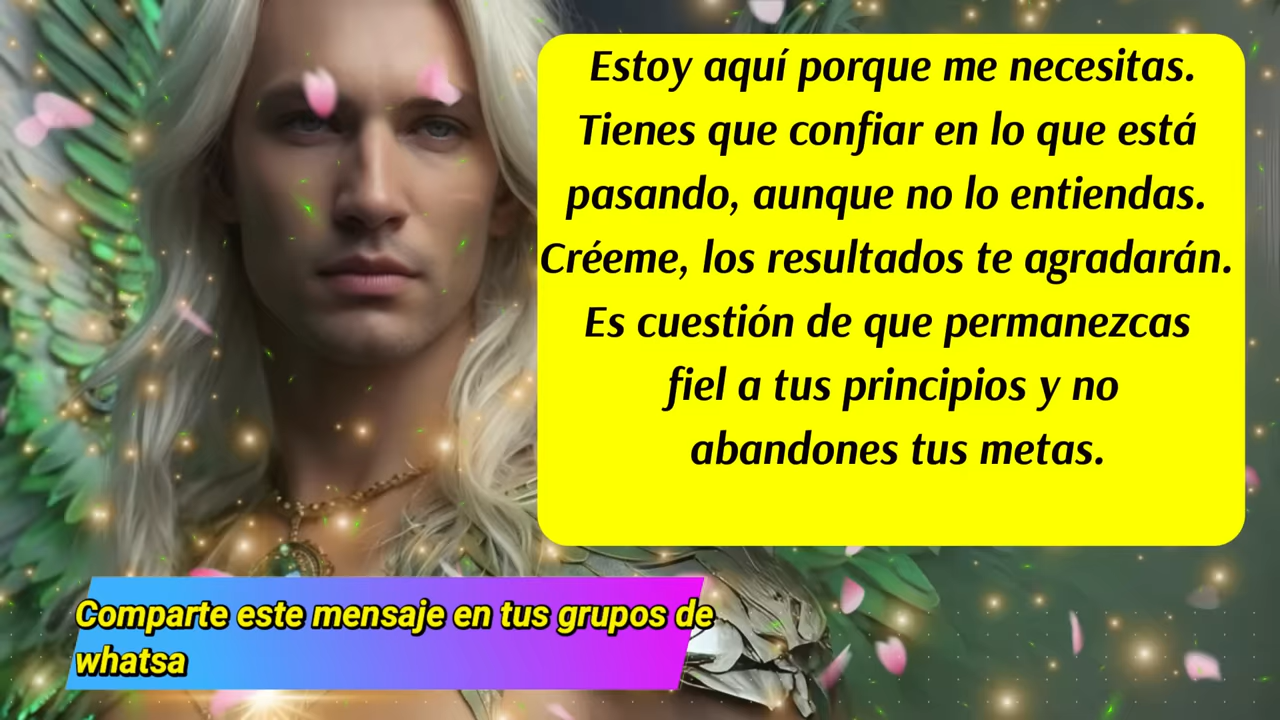 Estoy aquí porque me necesitas.
Tienes que confiar en lo que está
pasando, aunque no lo entiendas.
Créeme, los resultados te agradarán.
Es cuestión de que permanezcas
fiel a tus principios y no
abandones tus metas.
Comparte este mensaje en tus grupos de
whatsa